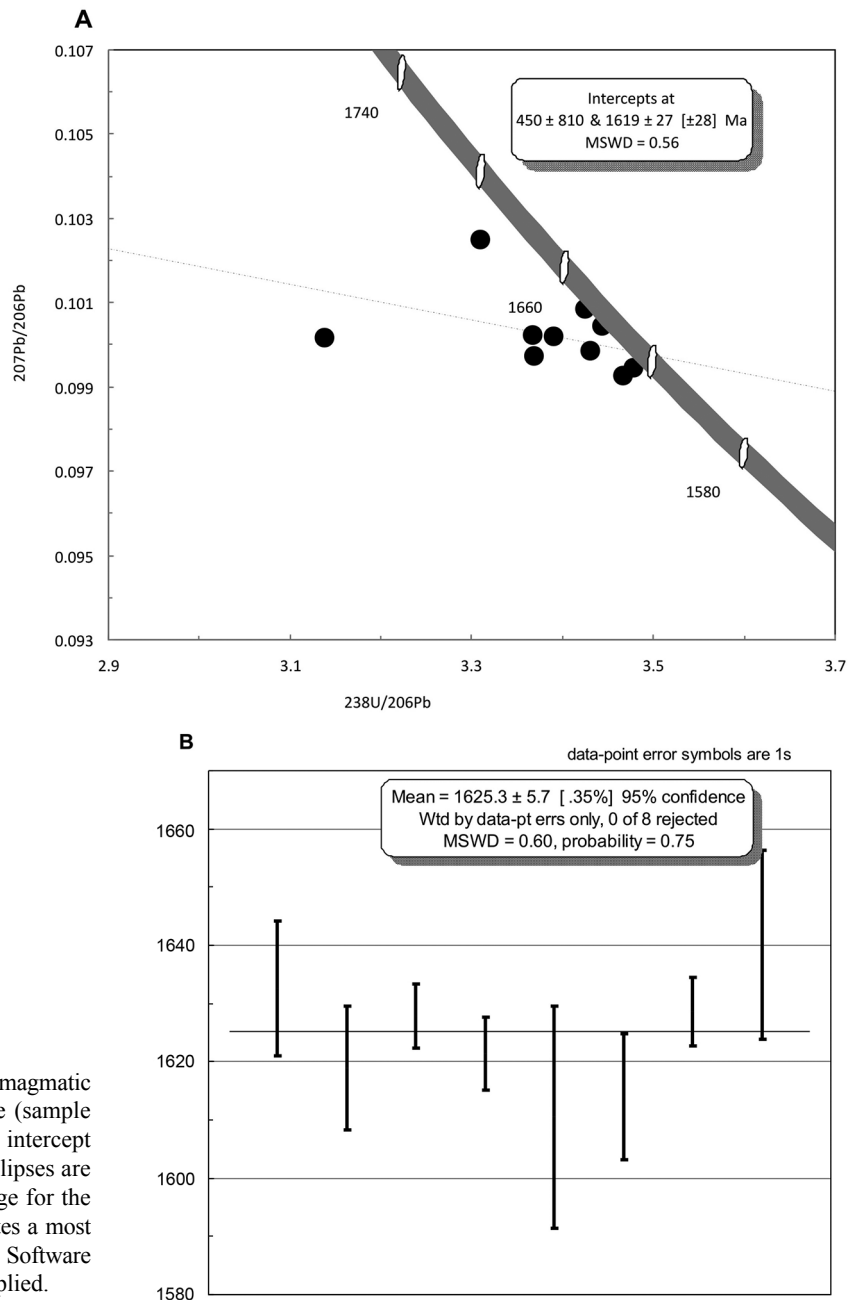 A
0.107
0.105
0.103
0.101
0.099
0.097
0.095
0.093
207Pb/206Pb
1740
1660
1580
Intercepts at
450 ± 810 & 1619 ± 27 [±28] Ma
MSWD = 0.56
2.9 3.1 3.3 3.5 3.7
238U/206Pb
B
data-point error symbols are 1s
Mean = 1625.3 ± 5.7 [ .35%] 95% confidence
Wtd by data-pt errs only, 0 of 8 rejected
MSWD = 0.60, probability = 0.75
1660
1640
1620
1600
1580
magmatic
(sample
intercept
are
for the
a most
Software